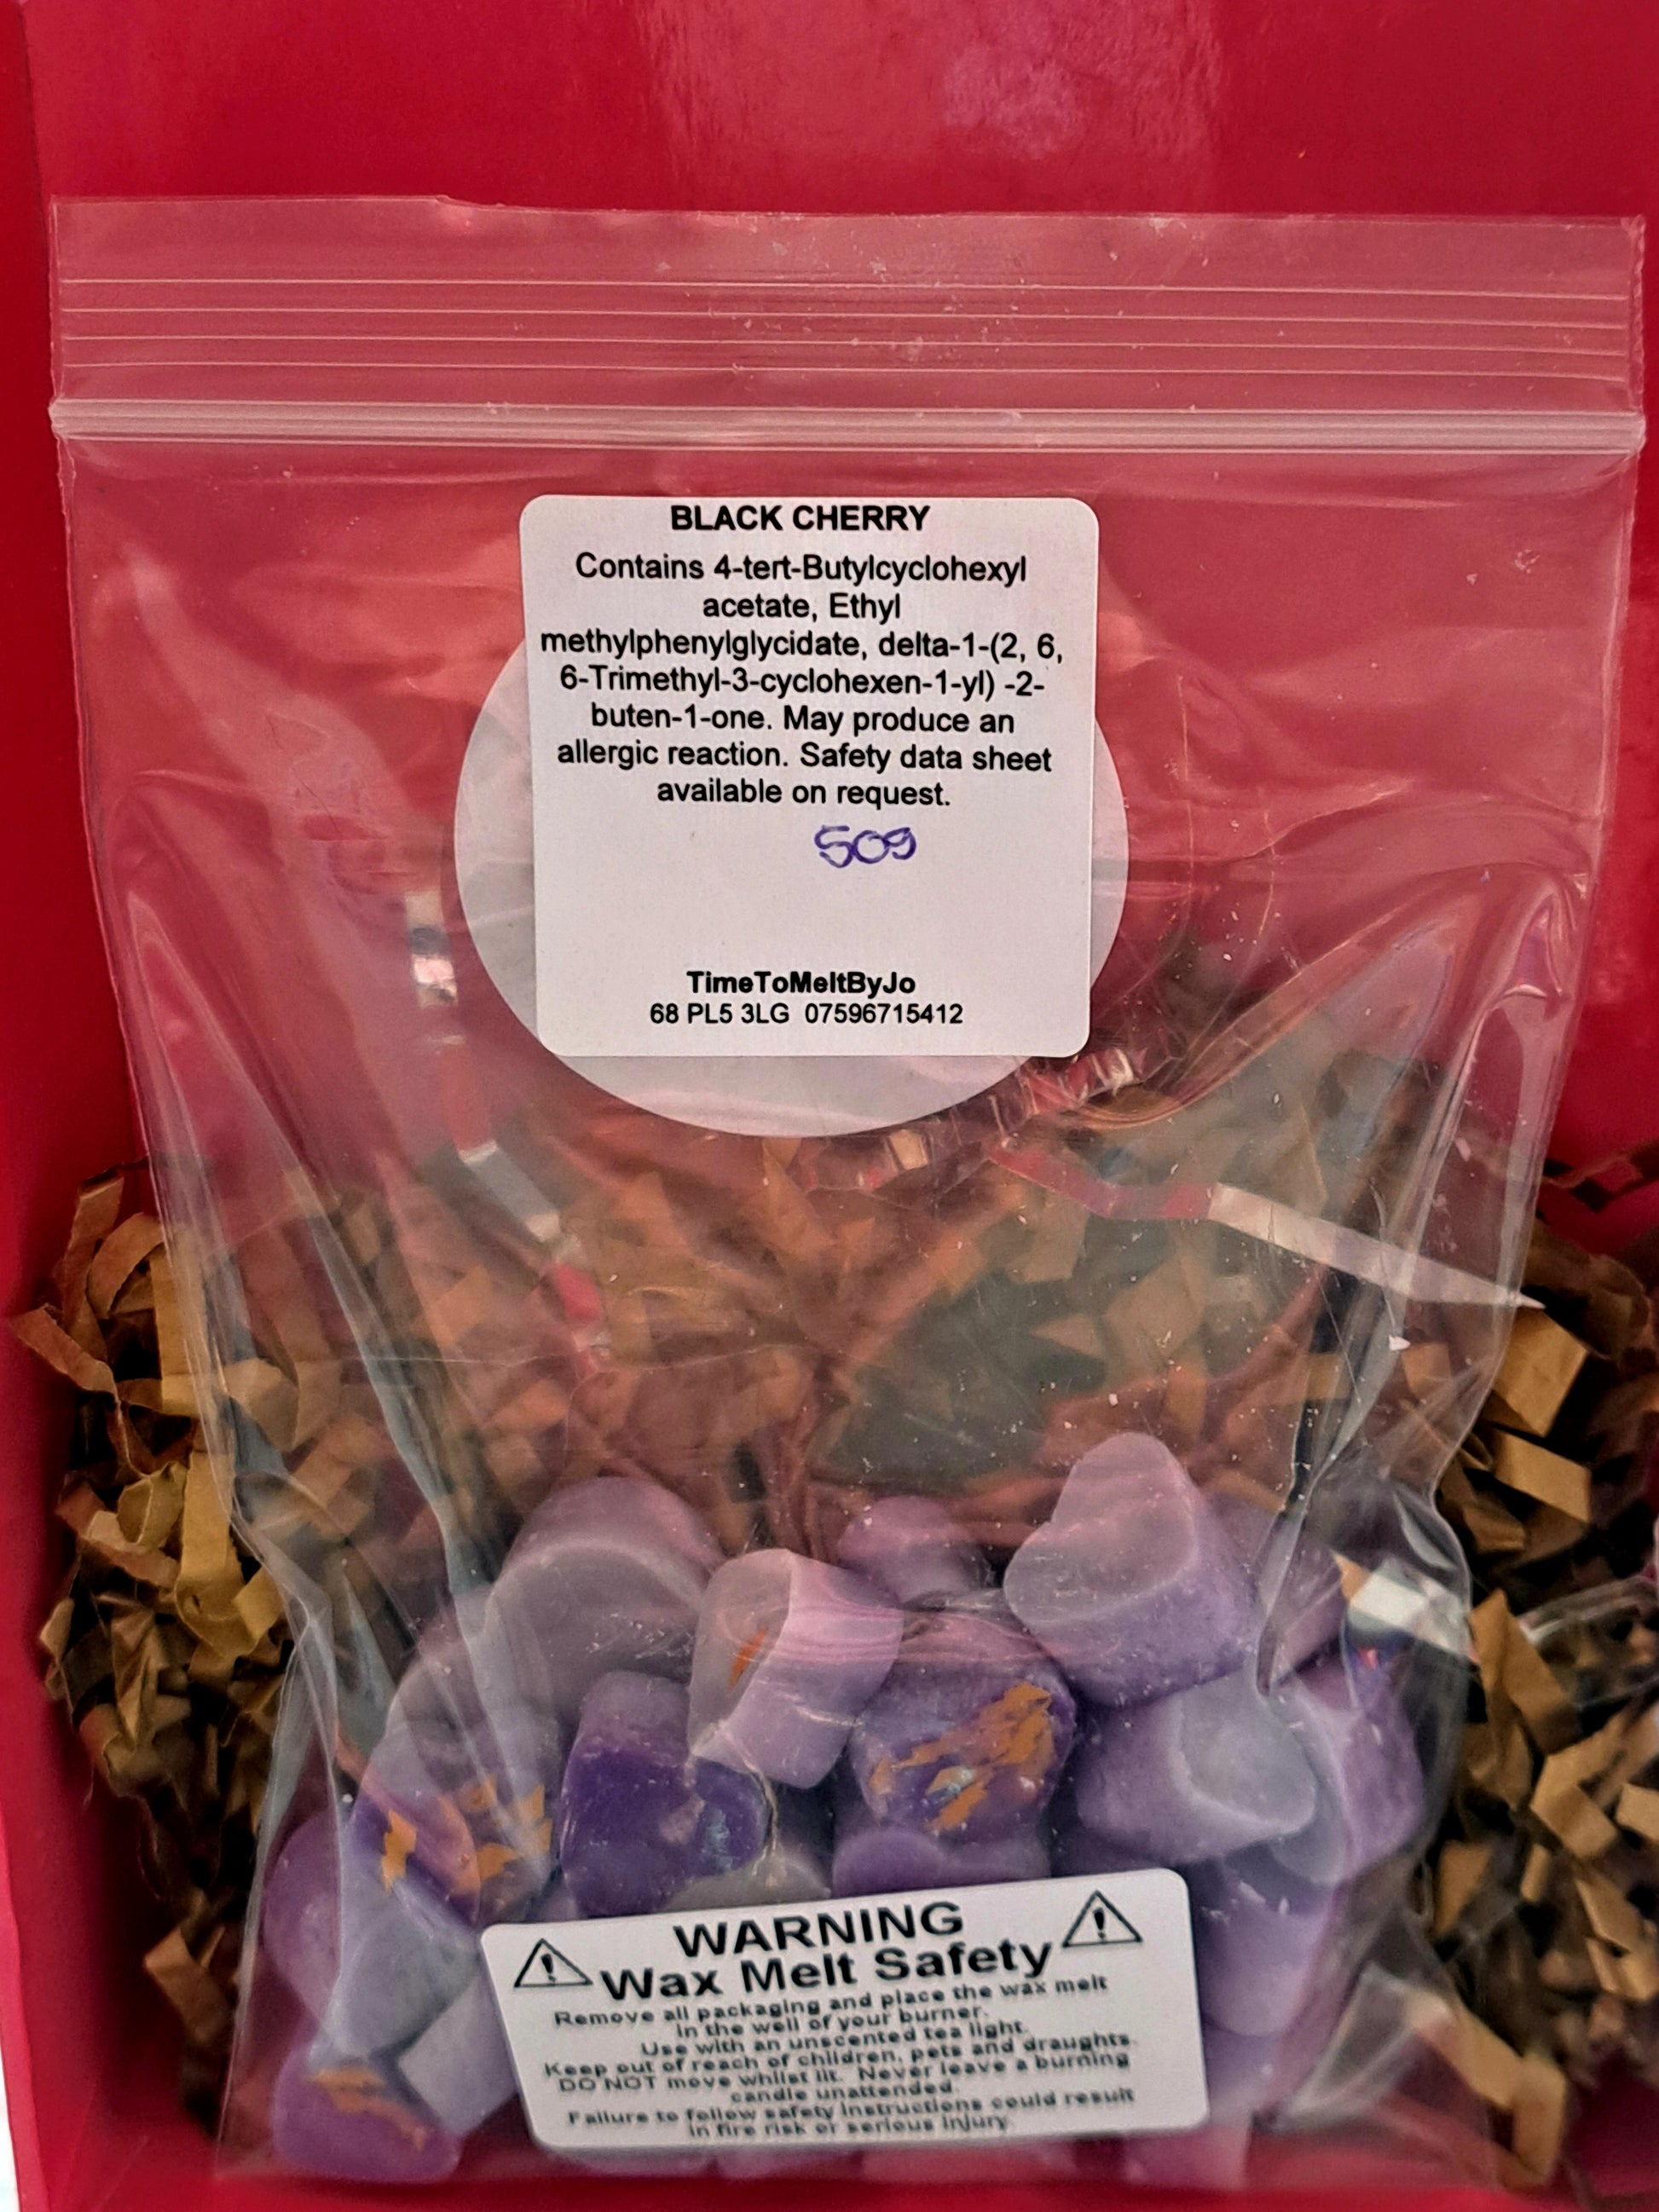 BLACK CHERRY
Contains 4-tert-Butylcyclohexyl
acetate, Ethyl
methylphenylglycidate, delta-1-(2, 6,
6-Trimethyl-3-cyclohexen-1-yl) -2-
buten-1-one. May produce an
allergic reaction. Safety data sheet
available on request.
50g
TimeToMeltByJo
68 PL5 3LG 07596715412
WARNING
Wax Melt Safety
Remove all packaging and place the wax melt
in the well of your burner.
Use with an unscented tea light.
Keep out of reach of children, pets and draughts.
DO NOT move whilst lit. Never leave a burning
candle unattended.
Failure to follow safety instructions could result
in fire risk or serious injury.